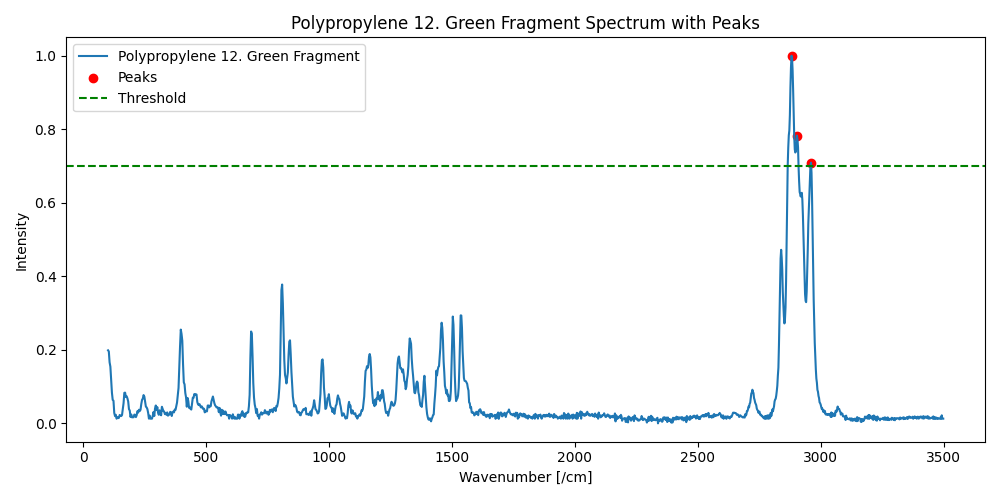 Polypropylene 12. Green Fragment Spectrum with Peaks
Polypropylene 12. Green Fragment
Peaks
Threshold
Intensity
1.0
0.8
0.6
0.4
0.2
0.0
0 500 1000 1500 2000 2500 3000 3500
Wavenumber [/cm]